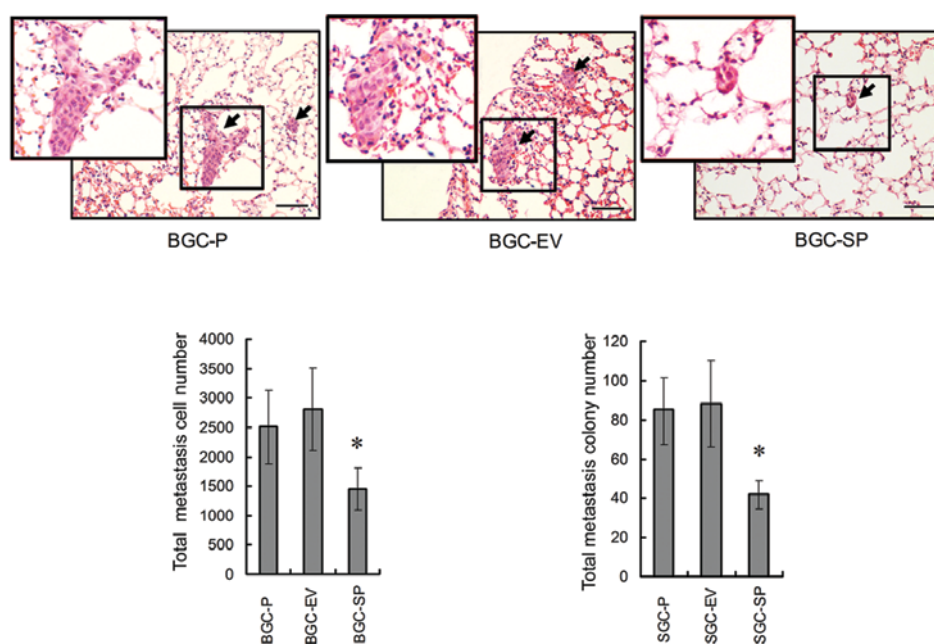 BGC-P
BGC-EV
BGC-SP
Total metastasis cell number
4000
3500
3000
2500
2000
1500
1000
500
0
*
BGC-P
BGC-EV
BGC-SP
Total metastasis colony number
120
100
80
60
40
20
0
*
SGC-P
SGC-EV
SGC-SP